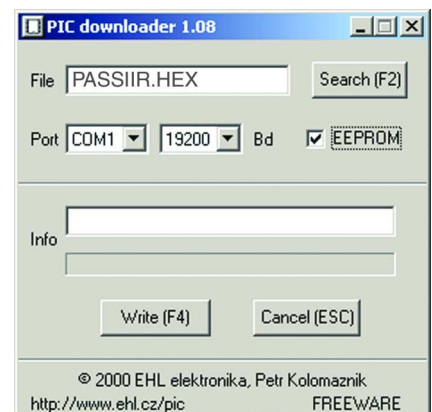 PIC downloader 1.08
File PASSIIR.HEX Search (F2)
Port COM1 19200 Bd EEPROM
Info
Write (F4) Cancel (ESC)
© 2000 EHL elektronika, Petr Kolomaznik
http://www.ehl.cz/pic FREEWARE